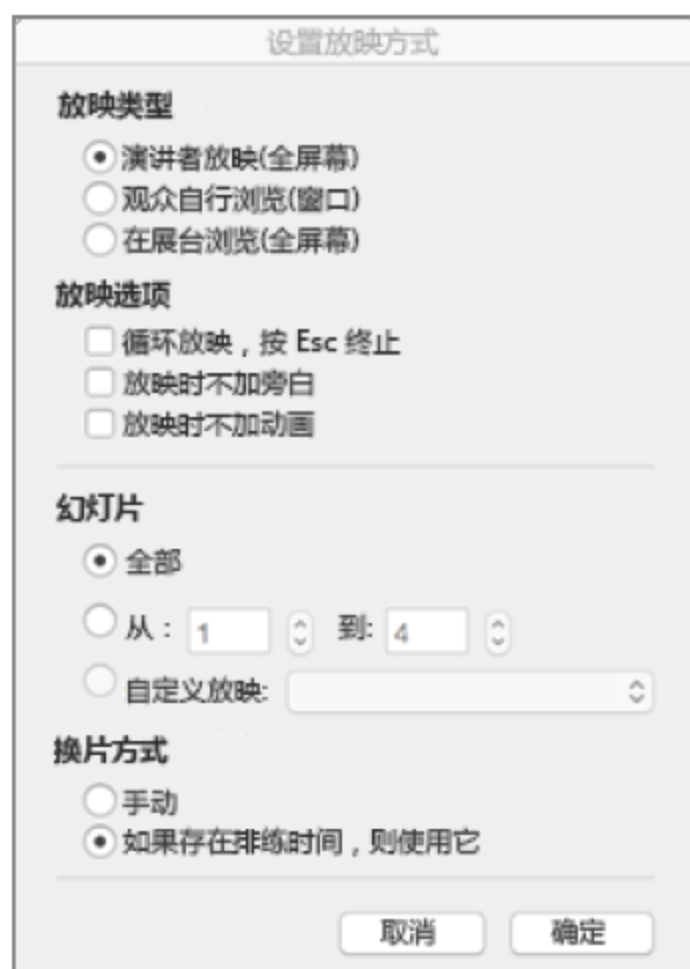 设置放映方式
放映类型
演讲者放映(全屏幕)
观众自行浏览(窗口)
在展台浏览(全屏幕)
放映选项
循环放映，按 Esc 终止
放映时不加旁白
放映时不加动画
幻灯片
全部
从： 1 到: 4
自定义放映:
换片方式
手动
如果存在排练时间，则使用它
取消 确定